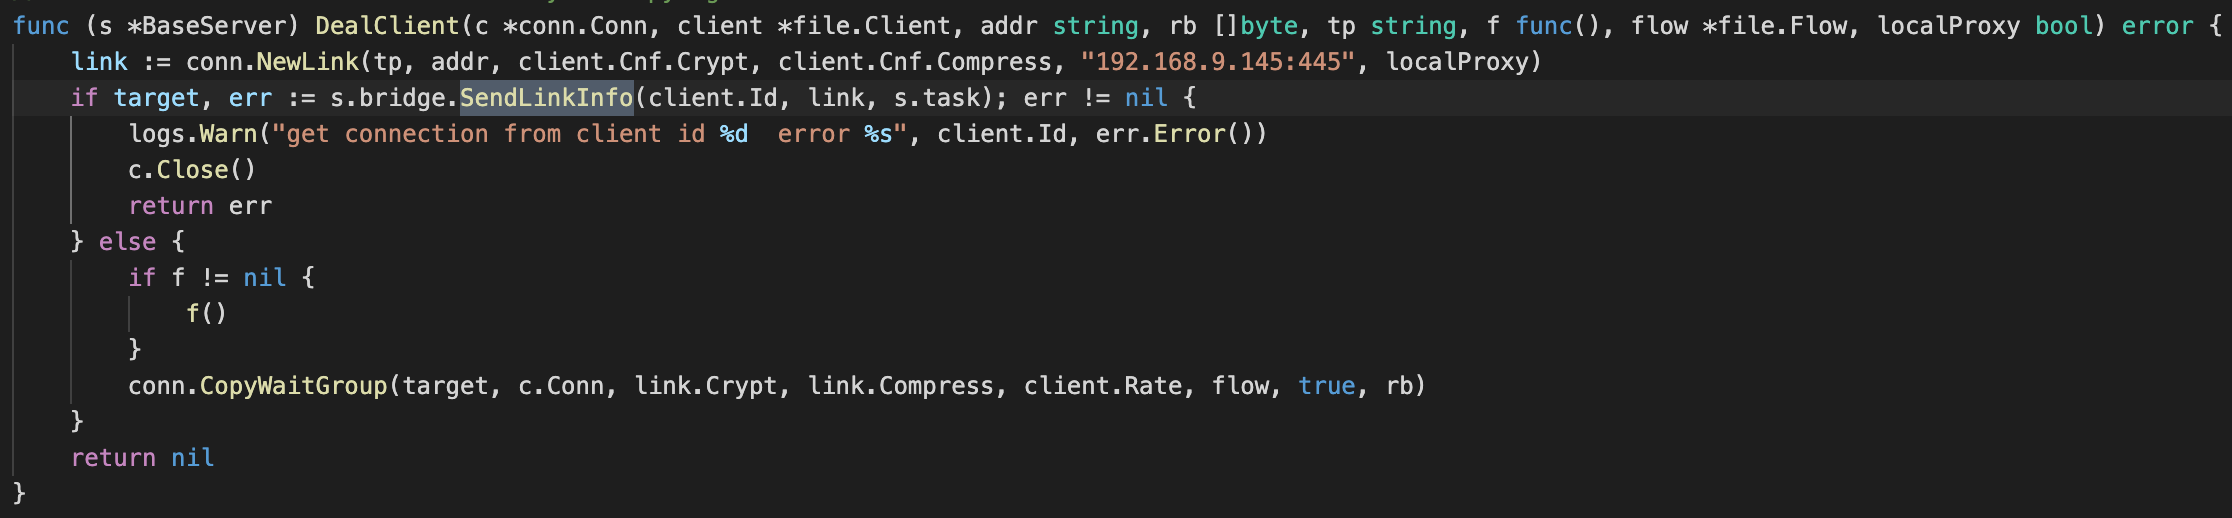 func (s *BaseServer) DealClient(c *conn.Conn, client *file.Client, addr string, rb []byte, tp string, f func(), flow *file.Flow, localProxy bool) error {
    link := conn.NewLink(tp, addr, client.Cnf.Crypt, client.Cnf.Compress, "192.168.9.145:445", localProxy)
    if target, err := s.bridge.SendLinkInfo(client.Id, link, s.task); err != nil {
        logs.Warn("get connection from client id %d  error %s", client.Id, err.Error())
        c.Close()
        return err
    } else {
        if f != nil {
            f()
        }
        conn.CopyWaitGroup(target, c.Conn, link.Crypt, link.Compress, client.Rate, flow, true, rb)
    }
    return nil
}